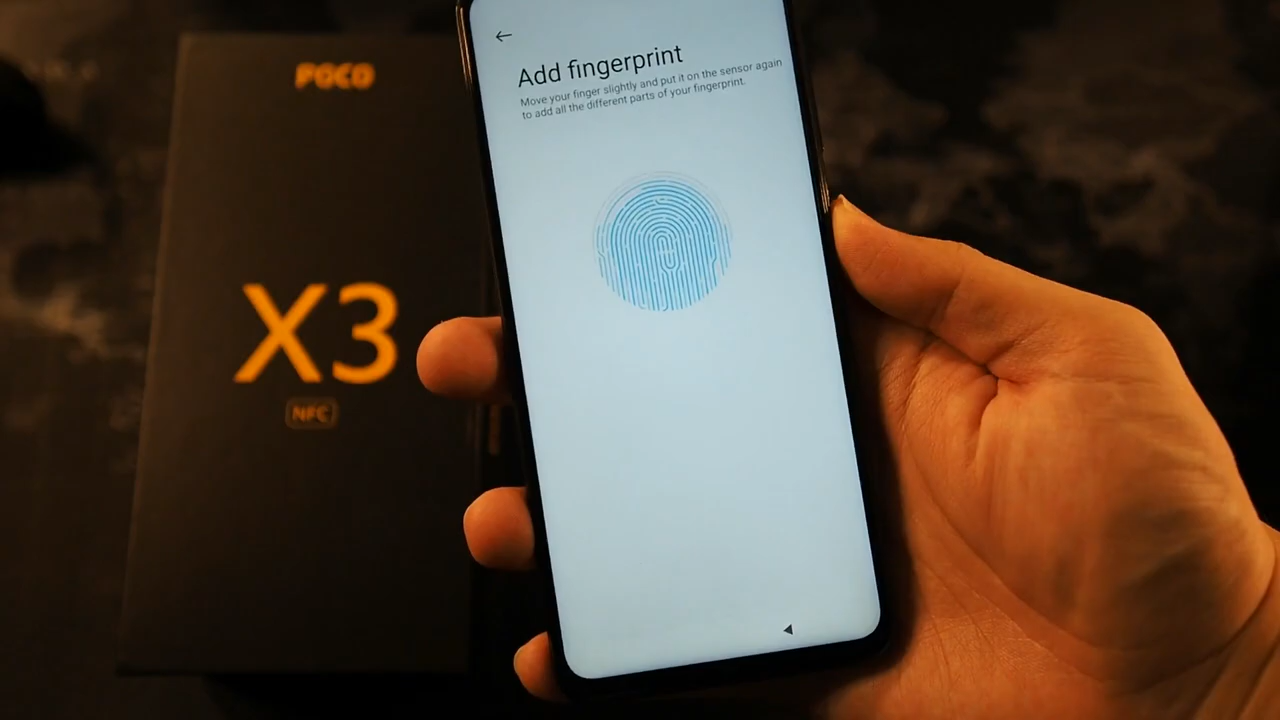 POCO
X3
NFC
Add fingerprint
Move your finger slightly and put it on the sensor again
to add all the different parts of your fingerprint.